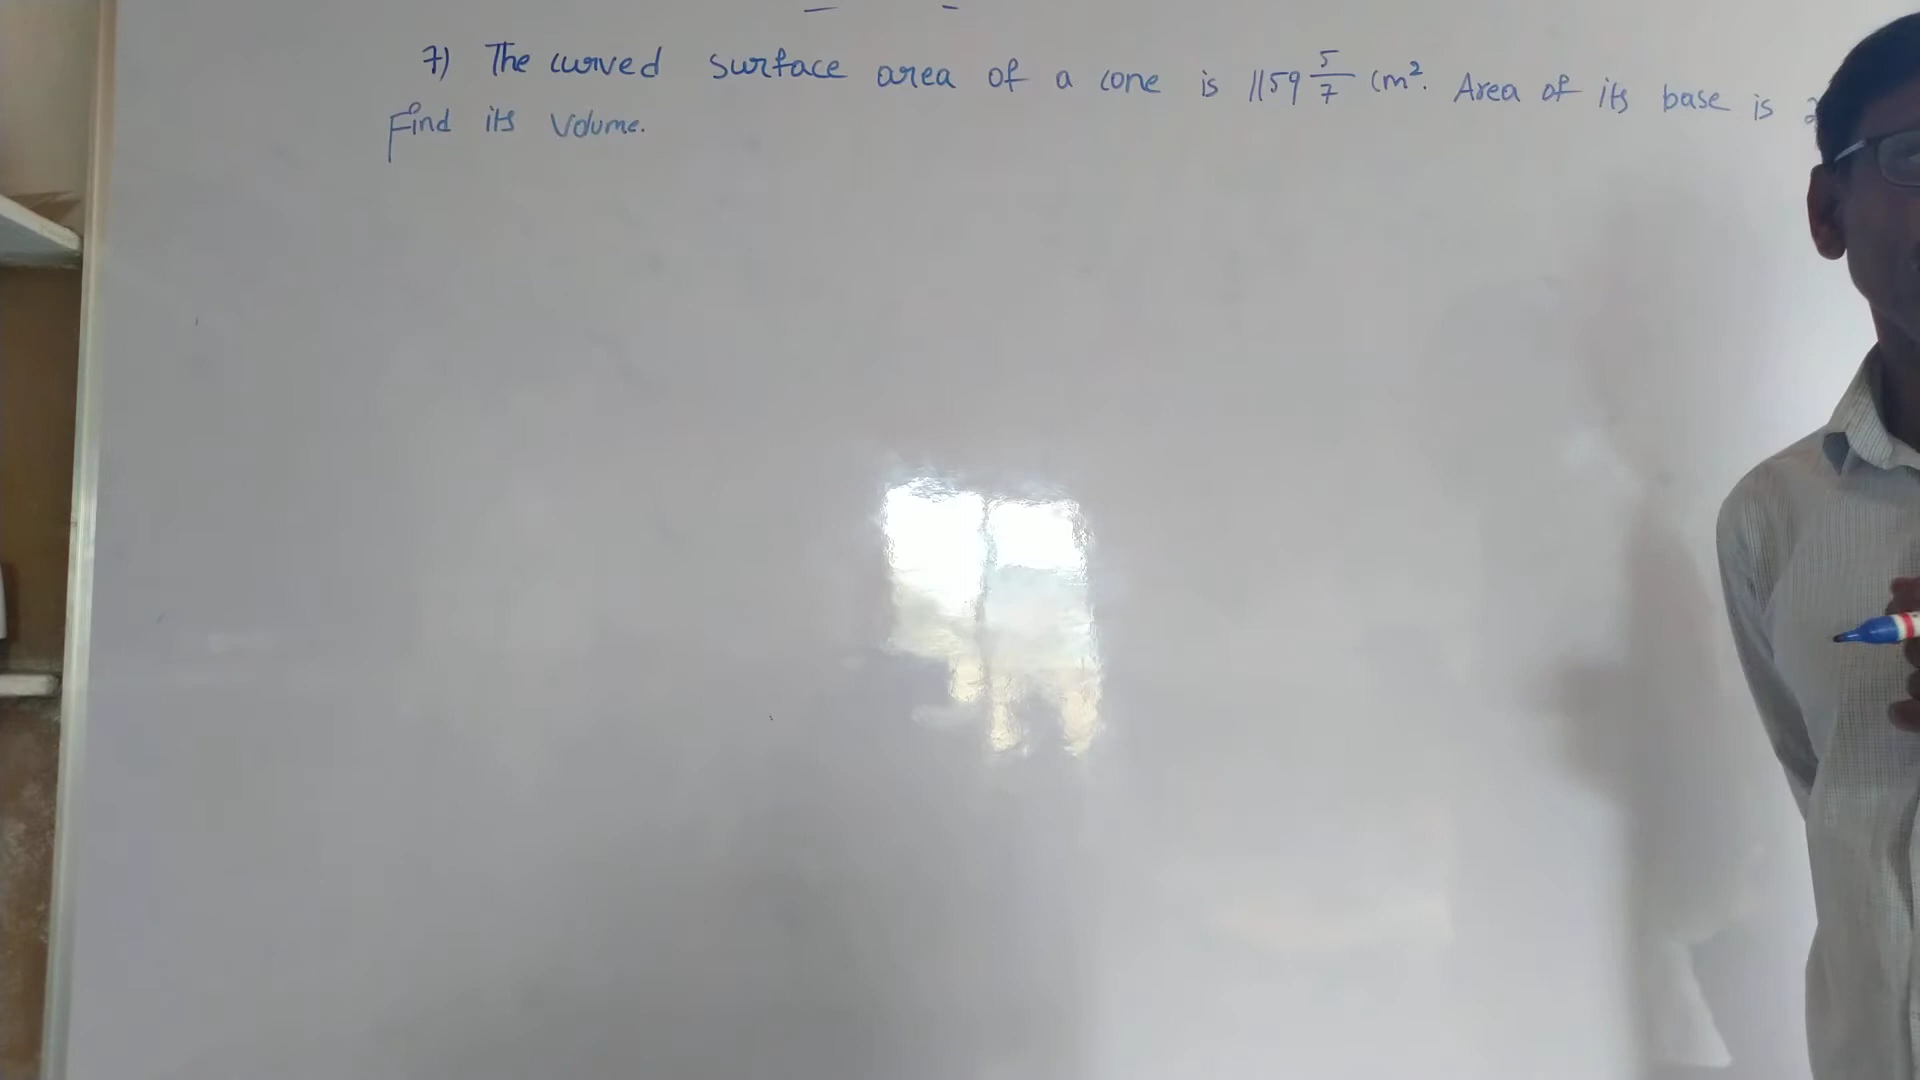 7) The curved surface area of a cone is 1159 5/7 cm². Area of its base is
Find its Volume.